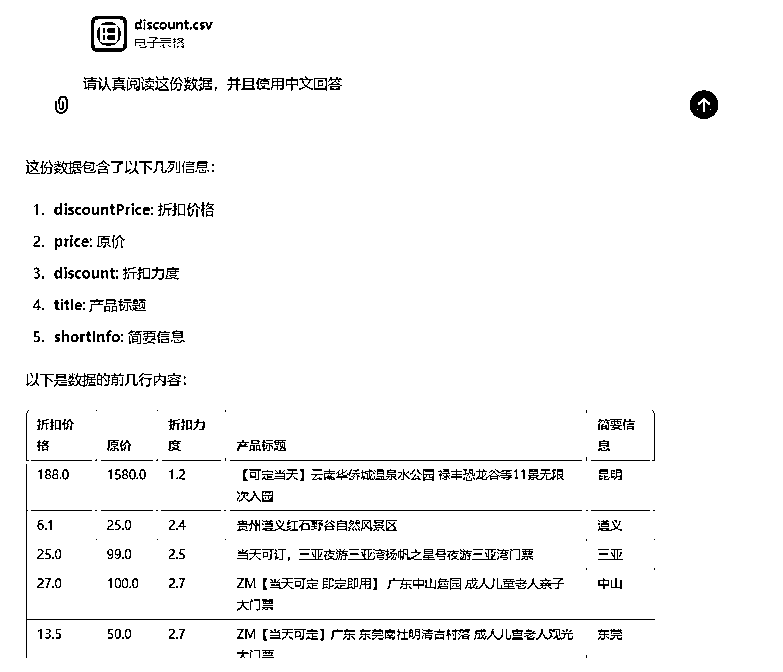 discount.csv
电子表格
请认真阅读这份数据，并且使用中文回答
这份数据包含了以下几列信息：
1. discountPrice: 折扣价格
2. price: 原价
3. discount: 折扣力度
4. title: 产品标题
5. shortInfo: 简要信息
以下是数据的前几行内容：
折扣价格 原价 折扣力度 产品标题 简要信息
188.0 1580.0 1.2 【可定当天】云南华侨城温泉水公园 禄丰恐龙谷等11景无限次入园 昆明
6.1 25.0 2.4 贵州遵义红石野谷自然风景区 遵义
25.0 99.0 2.5 当天可订，三亚夜游三亚湾扬帆之星号夜游三亚湾门票 三亚
27.0 100.0 2.7 ZM【当天可定 即定即用】 广东中山詹园 成人儿童老人亲子大门票 中山
13.5 50.0 2.7 ZM【当天可定】广东 东莞南社明清古村落 成人儿童老人观光大门票 东莞